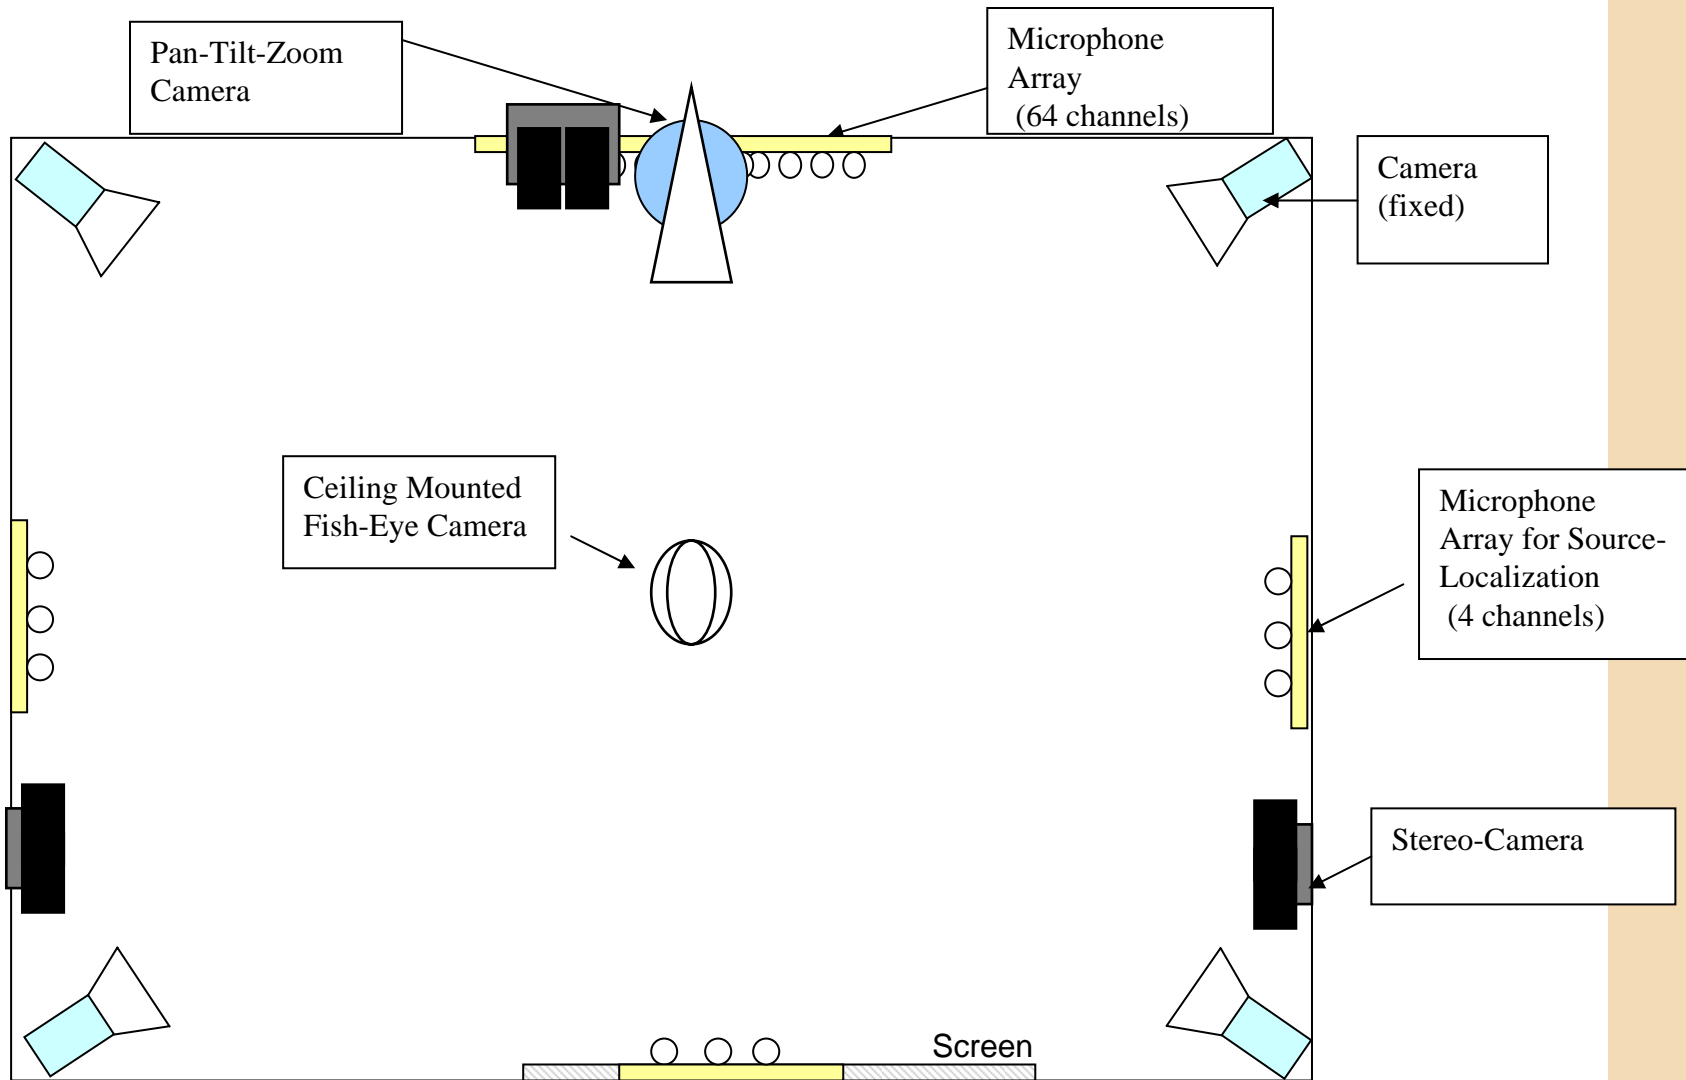 Pan-Tilt-Zoom
Camera
Microphone
Array
(64 channels)
Camera
(fixed)
Ceiling Mounted
Fish-Eye Camera
Microphone
Array for Source-
Localization
(4 channels)
Stereo-Camera
Screen